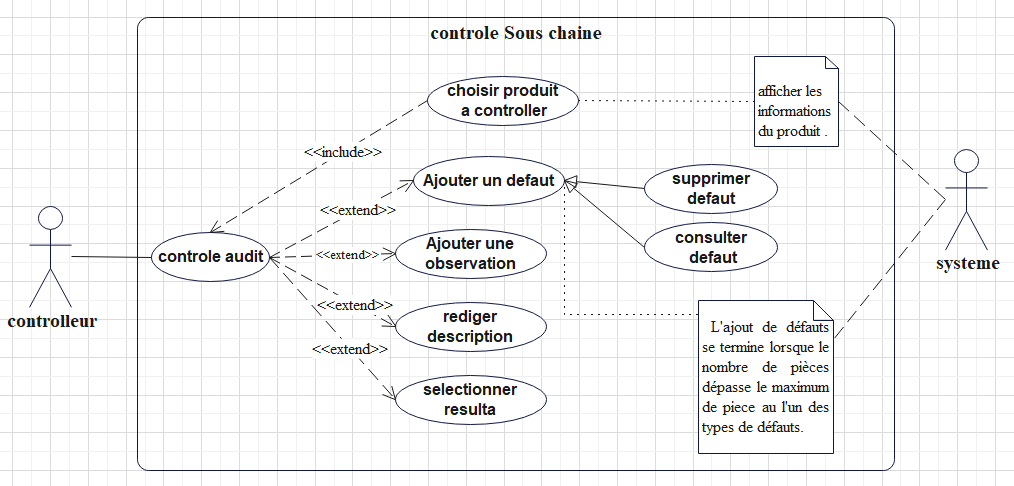 controle Sous chaine
choisir produit
a controller
afficher les
informations
du produit .
<<include>>
Ajouter un defaut
supprimer
defaut
<<extend>>
consulter
defaut
controle audit
<<extend>>
Ajouter une
observation
systeme
controlleur
<<extend>>
rediger
description
<<extend>>
selectionner
resulta
L'ajout de défauts
se termine lorsque le
nombre de pièces
dépasse le maximum
de piece au l'un des
types de défauts.